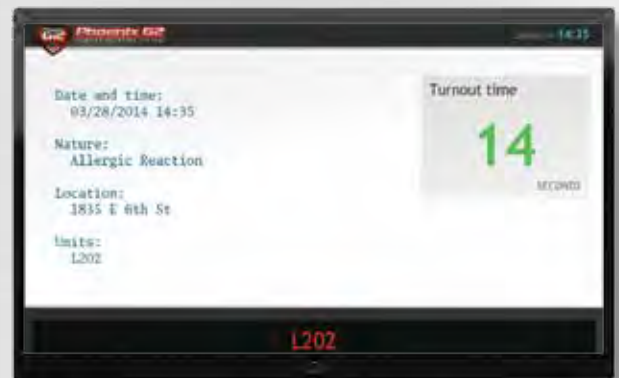 G2 Phoenix G2
14:35
Date and time:
03/28/2014 14:35
Nature:
Allergic Reaction
Location:
1835 E 6th St
Units:
L202
Turnout time
14
SECONDS
L202